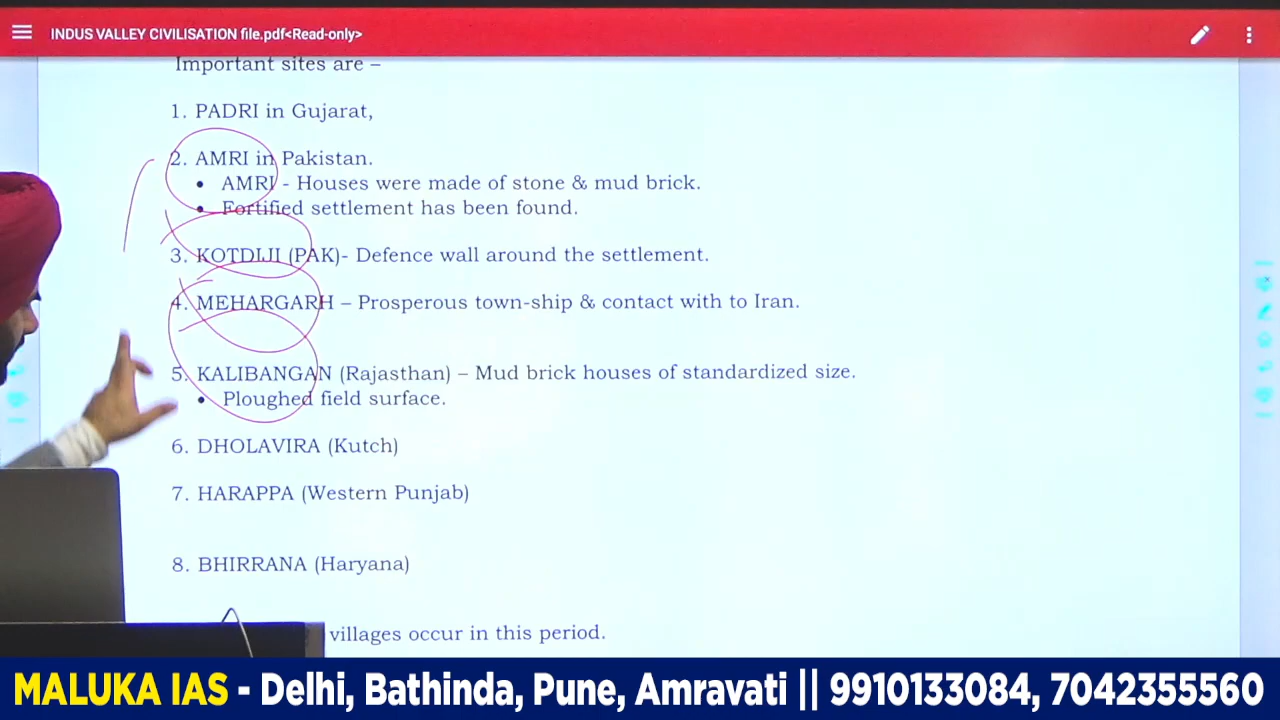 INDUS VALLEY CIVILISATION file.pdf<Read-only>
Important sites are –
1. PADRI in Gujarat,
2. AMRI in Pakistan.
• AMRI - Houses were made of stone & mud brick.
• Fortified settlement has been found.
3. KOTDIJI (PAK)- Defence wall around the settlement.
4. MEHARGARH – Prosperous town-ship & contact with to Iran.
5. KALIBANGAN (Rajasthan) – Mud brick houses of standardized size.
• Ploughed field surface.
6. DHOLAVIRA (Kutch)
7. HARAPPA (Western Punjab)
8. BHIRRANA (Haryana)
villages occur in this period.
MALUKA IAS - Delhi, Bathinda, Pune, Amravati || 9910133084, 7042355560